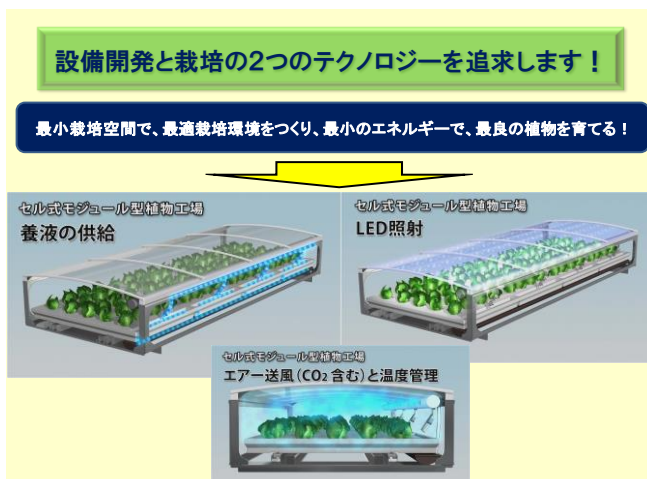 設備開発と栽培の2つのテクノロジーを追求します!
最小栽培空間で、最適栽培環境をつくり、最小のエネルギーで、最良の植物を育てる!
セル式モジュール型植物工場
養液の供給
セル式モジュール型植物工場
LED照射
セル式モジュール型植物工場
エアー送風(CO₂含む)と温度管理